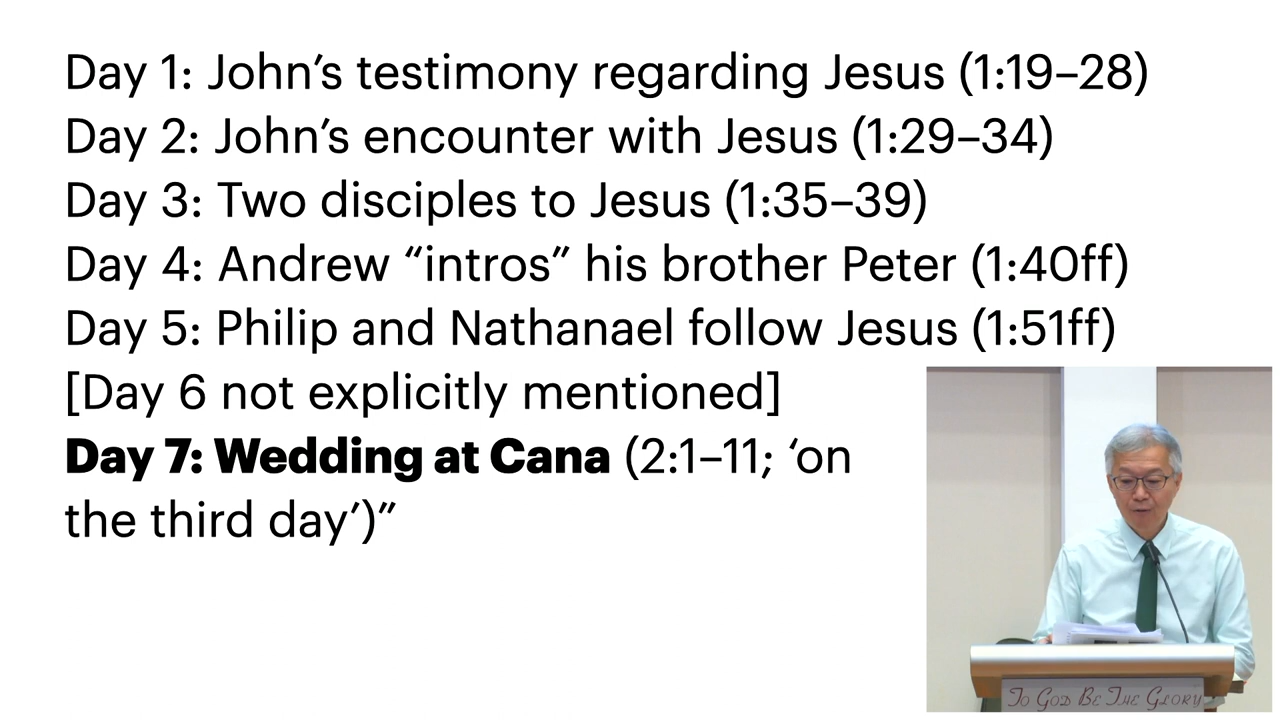 Day 1: John’s testimony regarding Jesus (1:19–28)
Day 2: John’s encounter with Jesus (1:29–34)
Day 3: Two disciples to Jesus (1:35–39)
Day 4: Andrew “intros” his brother Peter (1:40ff)
Day 5: Philip and Nathanael follow Jesus (1:51ff)
[Day 6 not explicitly mentioned]
Day 7: Wedding at Cana (2:1–11; ‘on
the third day’)”
To God Be The Glory